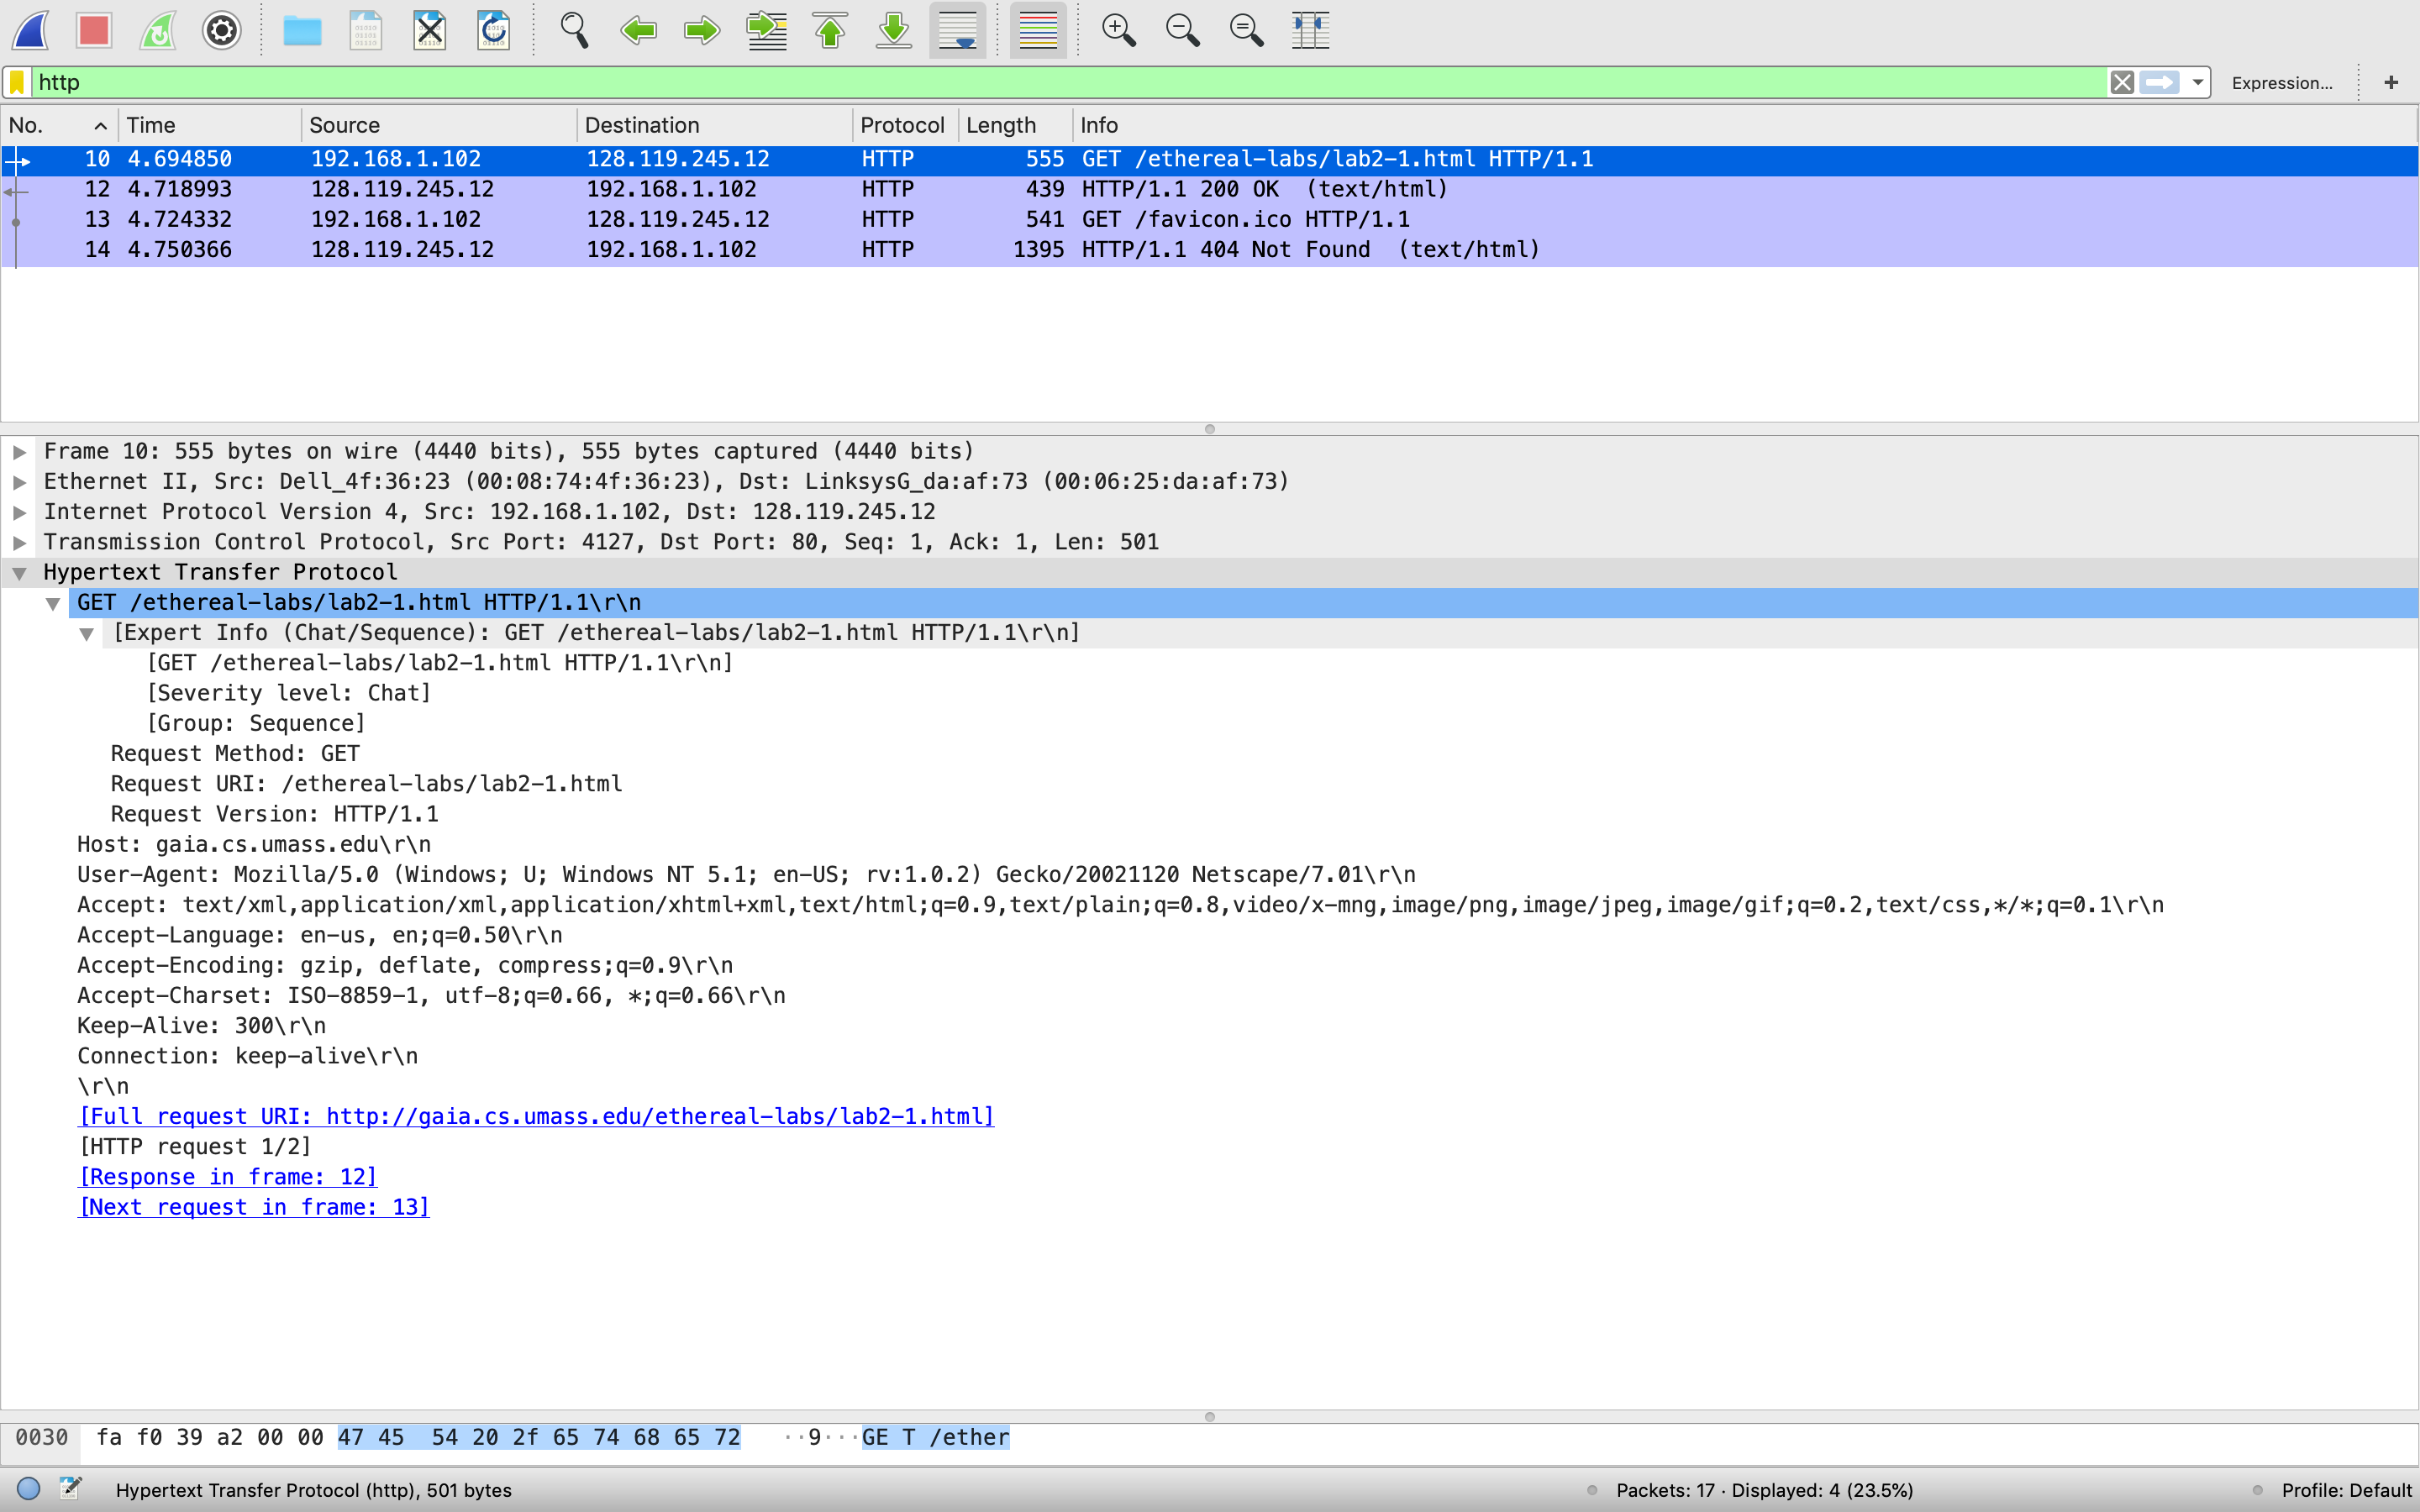 http
Expression...
+
No. Time Source Destination Protocol Length Info
10 4.694850 192.168.1.102 128.119.245.12 HTTP 555 GET /ethereal-labs/lab2-1.html HTTP/1.1
12 4.718993 128.119.245.12 192.168.1.102 HTTP 439 HTTP/1.1 200 OK  (text/html)
13 4.724332 192.168.1.102 128.119.245.12 HTTP 541 GET /favicon.ico HTTP/1.1
14 4.750366 128.119.245.12 192.168.1.102 HTTP 1395 HTTP/1.1 404 Not Found  (text/html)
Frame 10: 555 bytes on wire (4440 bits), 555 bytes captured (4440 bits)
Ethernet II, Src: Dell_4f:36:23 (00:08:74:4f:36:23), Dst: LinksysG_da:af:73 (00:06:25:da:af:73)
Internet Protocol Version 4, Src: 192.168.1.102, Dst: 128.119.245.12
Transmission Control Protocol, Src Port: 4127, Dst Port: 80, Seq: 1, Ack: 1, Len: 501
Hypertext Transfer Protocol
GET /ethereal-labs/lab2-1.html HTTP/1.1\r\n
[Expert Info (Chat/Sequence): GET /ethereal-labs/lab2-1.html HTTP/1.1\r\n]
[GET /ethereal-labs/lab2-1.html HTTP/1.1\r\n]
[Severity level: Chat]
[Group: Sequence]
Request Method: GET
Request URI: /ethereal-labs/lab2-1.html
Request Version: HTTP/1.1
Host: gaia.cs.umass.edu\r\n
User-Agent: Mozilla/5.0 (Windows; U; Windows NT 5.1; en-US; rv:1.0.2) Gecko/20021120 Netscape/7.01\r\n
Accept: text/xml,application/xml,application/xhtml+xml,text/html;q=0.9,text/plain;q=0.8,video/x-mng,image/png,image/jpeg,image/gif;q=0.2,text/css,*/*;q=0.1\r\n
Accept-Language: en-us, en;q=0.50\r\n
Accept-Encoding: gzip, deflate, compress;q=0.9\r\n
Accept-Charset: ISO-8859-1, utf-8;q=0.66, *;q=0.66\r\n
Keep-Alive: 300\r\n
Connection: keep-alive\r\n
\r\n
[Full request URI: http://gaia.cs.umass.edu/ethereal-labs/lab2-1.html]
[HTTP request 1/2]
[Response in frame: 12]
[Next request in frame: 13]
0030 fa f0 39 a2 00 00 47 45 54 20 2f 65 74 68 65 72 ··9···GE T /ether
Hypertext Transfer Protocol (http), 501 bytes
Packets: 17 · Displayed: 4 (23.5%)
Profile: Default